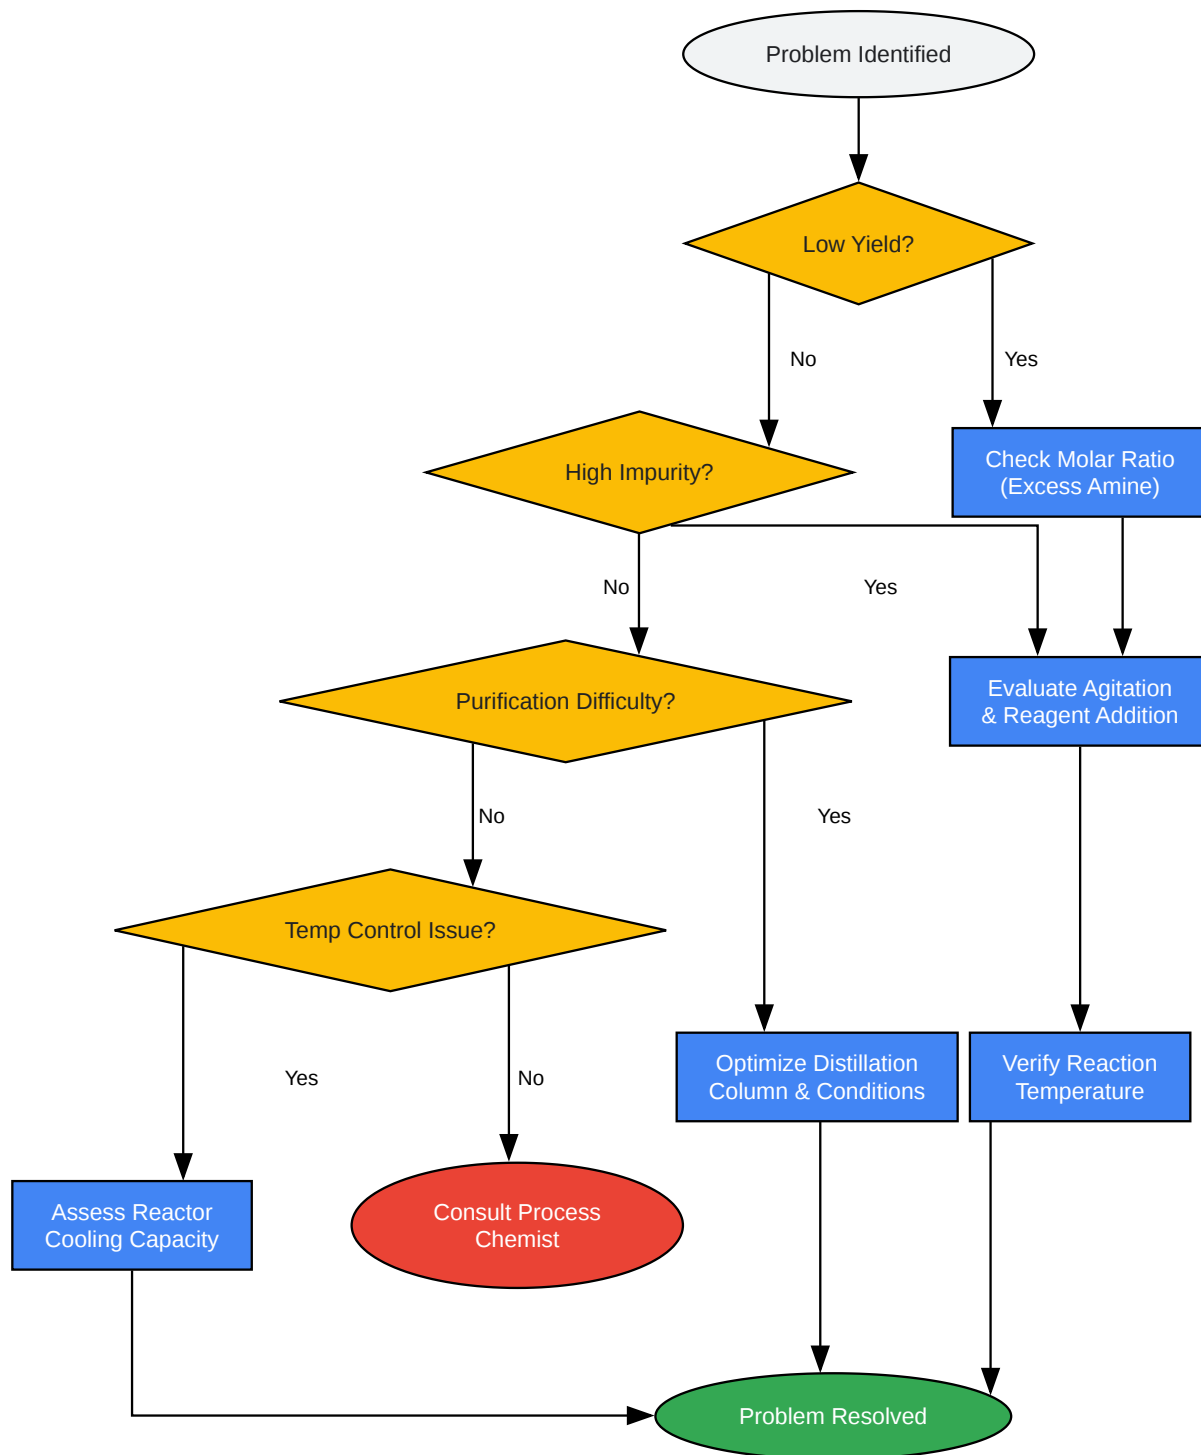 Problem Identified
Low Yield?
No
Yes
High Impurity?
Check Molar Ratio
(Excess Amine)
No
Yes
Purification Difficulty?
Evaluate Agitation
& Reagent Addition
No
Yes
Temp Control Issue?
Yes
No
Optimize Distillation
Column & Conditions
Verify Reaction
Temperature
Assess Reactor
Cooling Capacity
Consult Process
Chemist
Problem Resolved